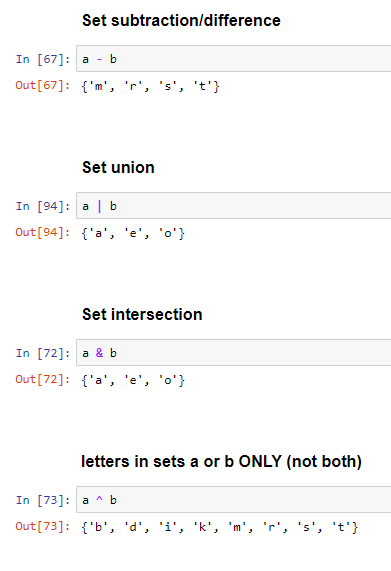 Set subtraction/difference
In [67]: a - b
Out[67]: {'m', 'r', 's', 't'}
Set union
In [94]: a | b
Out[94]: {'a', 'e', 'o'}
Set intersection
In [72]: a & b
Out[72]: {'a', 'e', 'o'}
letters in sets a or b ONLY (not both)
In [73]: a ^ b
Out[73]: {'b', 'd', 'i', 'k', 'm', 'r', 's', 't'}